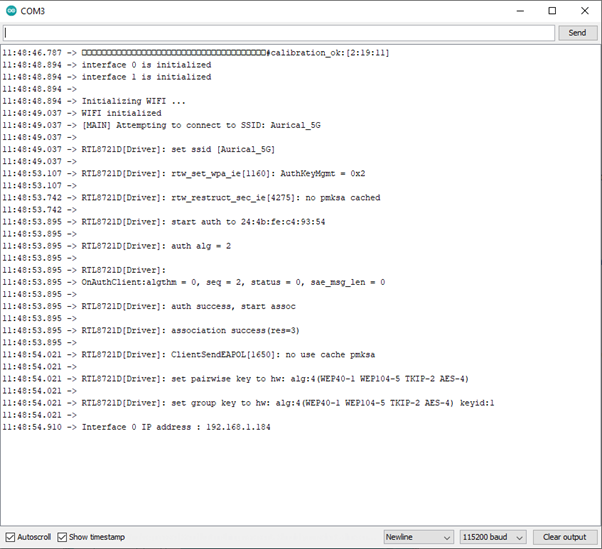 COM3
Send
11:48:46.787 -> □□□□□□□□□□□□□□□□□□□□□□□□□□□□□□□□□□□□□#calibration_ok:[2:19:11]
11:48:48.894 -> interface 0 is initialized
11:48:48.894 -> interface 1 is initialized
11:48:48.894 ->
11:48:48.894 -> Initializing WIFI ...
11:48:49.037 -> WIFI initialized
11:48:49.037 -> [MAIN] Attempting to connect to SSID: Aurical_5G
11:48:49.037 ->
11:48:49.037 -> RTL8721D[Driver]: set ssid [Aurical_5G]
11:48:49.037 ->
11:48:53.107 -> RTL8721D[Driver]: rtw_set_wpa_ie[1160]: AuthKeyMgmt = 0x2
11:48:53.107 ->
11:48:53.742 -> RTL8721D[Driver]: rtw_restruct_sec_ie[4275]: no pmksa cached
11:48:53.742 ->
11:48:53.895 -> RTL8721D[Driver]: start auth to 24:4b:fe:c4:93:54
11:48:53.895 ->
11:48:53.895 -> RTL8721D[Driver]: auth alg = 2
11:48:53.895 ->
11:48:53.895 -> RTL8721D[Driver]:
11:48:53.895 -> OnAuthClient:algthm = 0, seq = 2, status = 0, sae_msg_len = 0
11:48:53.895 ->
11:48:53.895 -> RTL8721D[Driver]: auth success, start assoc
11:48:53.895 ->
11:48:53.895 -> RTL8721D[Driver]: association success(res=3)
11:48:53.895 ->
11:48:54.021 -> RTL8721D[Driver]: ClientSendEAPOL[1650]: no use cache pmksa
11:48:54.021 ->
11:48:54.021 -> RTL8721D[Driver]: set pairwise key to hw: alg:4(WEP40-1 WEP104-5 TKIP-2 AES-4)
11:48:54.021 ->
11:48:54.021 -> RTL8721D[Driver]: set group key to hw: alg:4(WEP40-1 WEP104-5 TKIP-2 AES-4) keyid:1
11:48:54.021 ->
11:48:54.910 -> Interface 0 IP address : 192.168.1.184
Autoscroll Show timestamp Newline 115200 baud Clear output